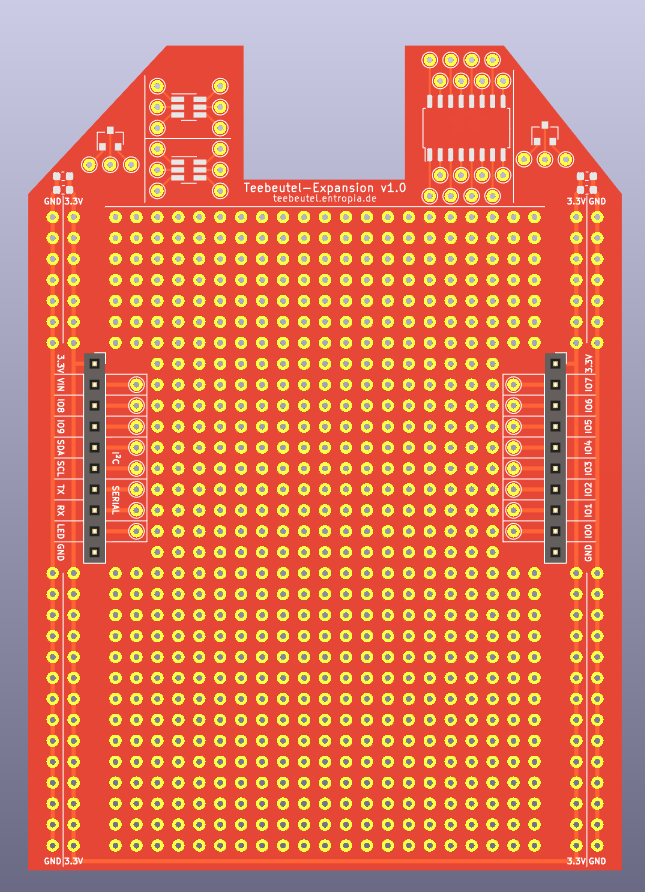 Teebeutel-Expansion v1.0
teebeutel.entropia.de
GND 3.3V
3.3V GND
3.3V
VIN
IO8
IO9
SDA
SCL
TX
RX
LED
GND
I²C
SERIAL
3.3V
IO7
IO6
IO5
IO4
IO3
IO2
IO1
IO0
GND
GND 3.3V
3.3V GND